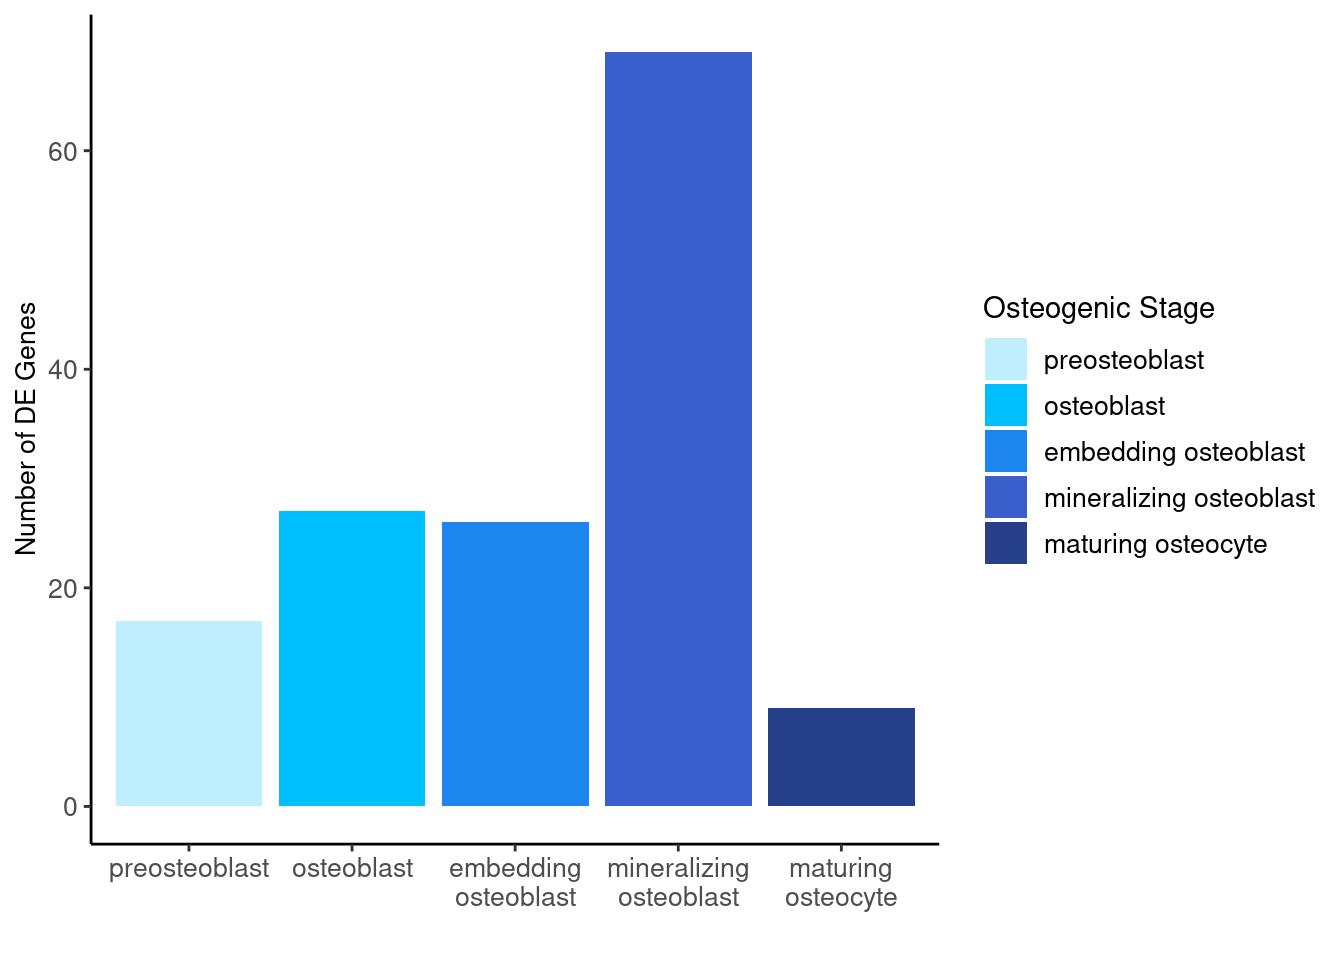 Number of DE Genes
60
40
20
0
preosteoblast
osteoblast
embedding
osteoblast
mineralizing
osteoblast
maturing
osteocyte
Osteogenic Stage
preosteoblast
osteoblast
embedding osteoblast
mineralizing osteoblast
maturing osteocyte